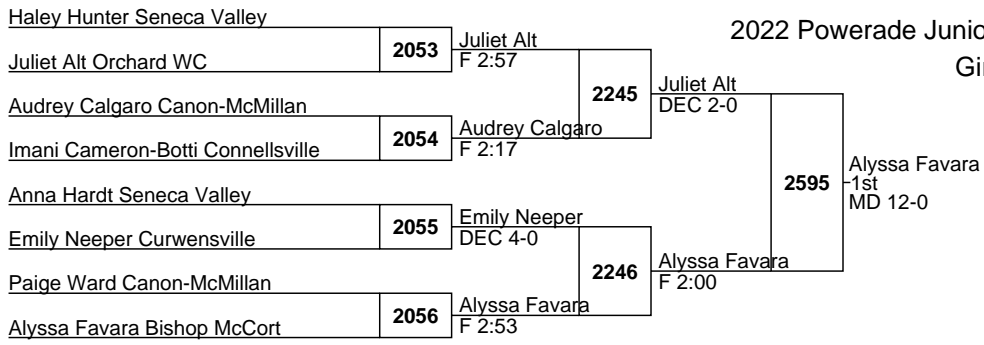 Haley Hunter Seneca Valley
2053
Juliet Alt
F 2:57
Juliet Alt Orchard WC
2022 Powerade Junio
Gir
2245
Juliet Alt
DEC 2-0
Audrey Calgaro Canon-McMillan
2054
Audrey Calgaro
F 2:17
Imani Cameron-Botti Connellsville
2595
Alyssa Favara
1st
MD 12-0
Anna Hardt Seneca Valley
2055
Emily Neeper
DEC 4-0
Emily Neeper Curwensville
2246
Alyssa Favara
F 2:00
Paige Ward Canon-McMillan
2056
Alyssa Favara
F 2:53
Alyssa Favara Bishop McCort